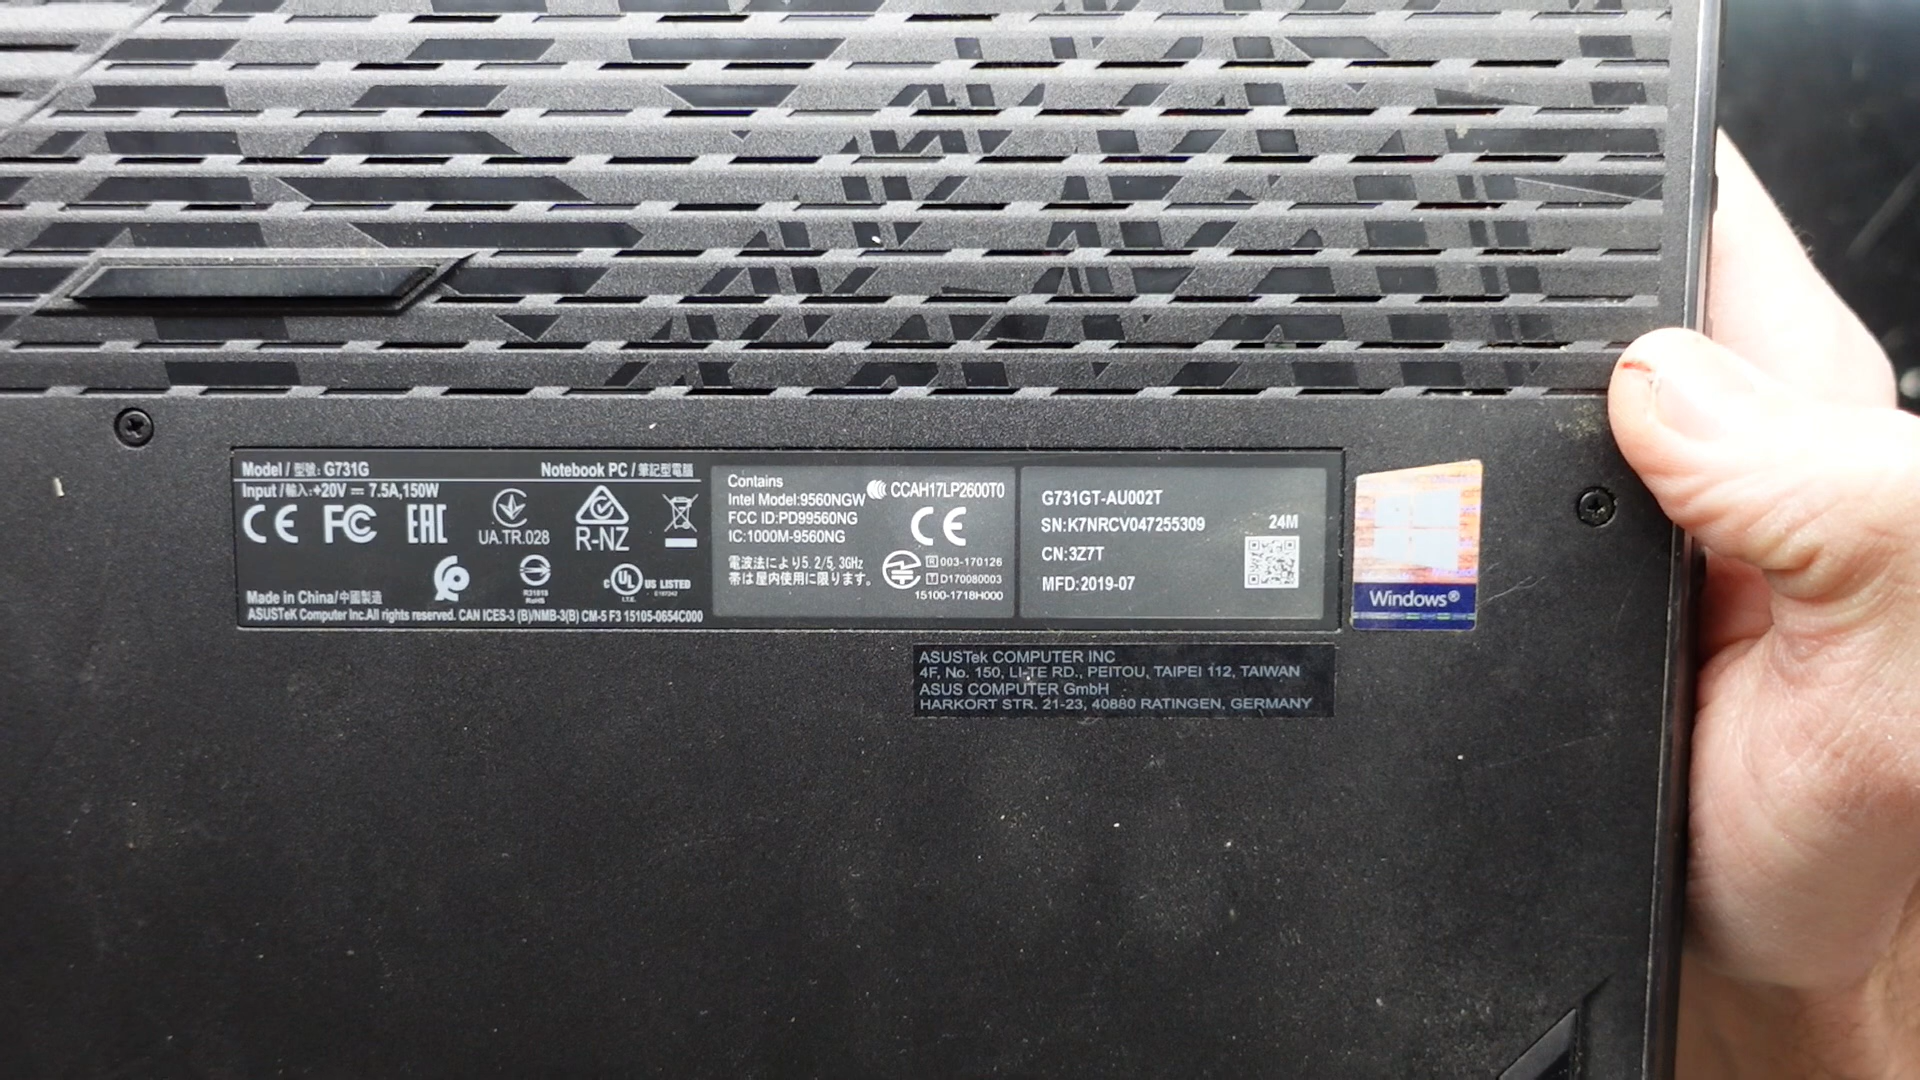 Model / 型號: G731G
Notebook PC / 筆記型電腦
Input / 輸入: +20V ⎓ 7.5A,150W
CE FC EAC
UA.TR.028
R-NZ
R31819
RoHS
c UL US LISTED
I.T.E.
E197242
Made in China/中國製造
ASUSTeK Computer Inc.All rights reserved. CAN ICES-3 (B)/NMB-3(B) CM-5 F3 15105-0654C000
Contains
Intel Model:9560NGW
CCAH17LP2600T0
FCC ID:PD99560NG
IC:1000M-9560NG
CE
電波法により5.2/5.3GHz
帯は屋内使用に限ります。
R 003-170126
T D170080003
15100-1718H000
G731GT-AU002T
SN:K7NRCV047255309
24M
CN:3Z7T
MFD:2019-07
Windows®
ASUSTek COMPUTER INC
4F, No. 150, LI-TE RD., PEITOU, TAIPEI 112, TAIWAN
ASUS COMPUTER GmbH
HARKORT STR. 21-23, 40880 RATINGEN, GERMANY